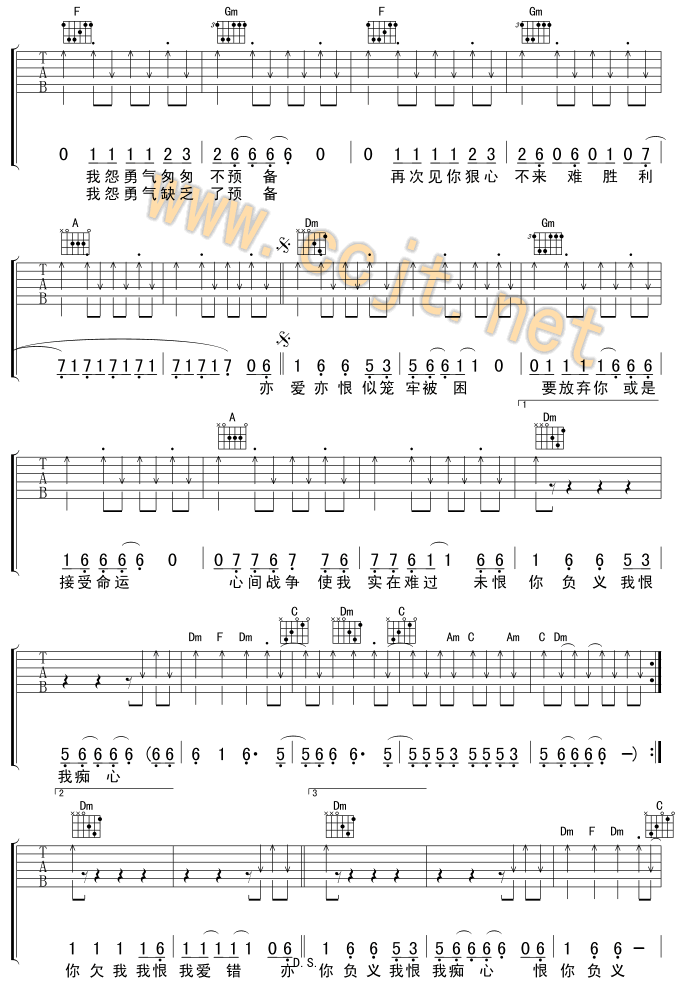 F Gm F Gm
T A B
0 1 1 1 1 2 3 | 2 6 6 6 6 0 0 | 0 1 1 1 1 2 3 | 2 6 0 6 0 1 0 7
我怨勇气匆匆 不预 备 再次见你狠心 不来 难 胜 利
我怨勇气缺乏 了预 备
www.ccjt.net
A Dm Gm
T A B
7 1 7 1 7 1 7 1 | 7 1 7 1 7 1 7 0 6 | 1 6 6 5 3 | 5 6 6 1 1 0 | 0 1 1 1 1 6 6 6
亦 爱 亦 恨 似笼 牢被 困 要放弃你 或是
A 1 Dm
T A B
1 6 6 6 6 0 | 0 7 7 6 7 7 7 6 | 7 7 6 1 1 6 6 | 1 6 6 5 3
接受命运 心间战争 使我 实在难过 未恨 你 负 义 我恨
Dm F Dm C Dm C Am C Am C Dm
T A B
5 6 6 6 6 (6 6 | 6 1 6· 5 | 5 6 6 6· 5 | 5 5 5 3 5 5 5 3 | 5 6 6 6 6 —) :
我痴 心
2 Dm 3 Dm Dm F Dm C
T A B
1 1 1 1 6 | 1 1 1 1 1 0 6 | 1 6 6 5 3 | 5 6 6 6 6 0 6 | 1 6 6 —
你 欠 我 我恨 我爱 错 亦 D.S. 你 负 义 我恨 我痴 心 恨 你 负 义